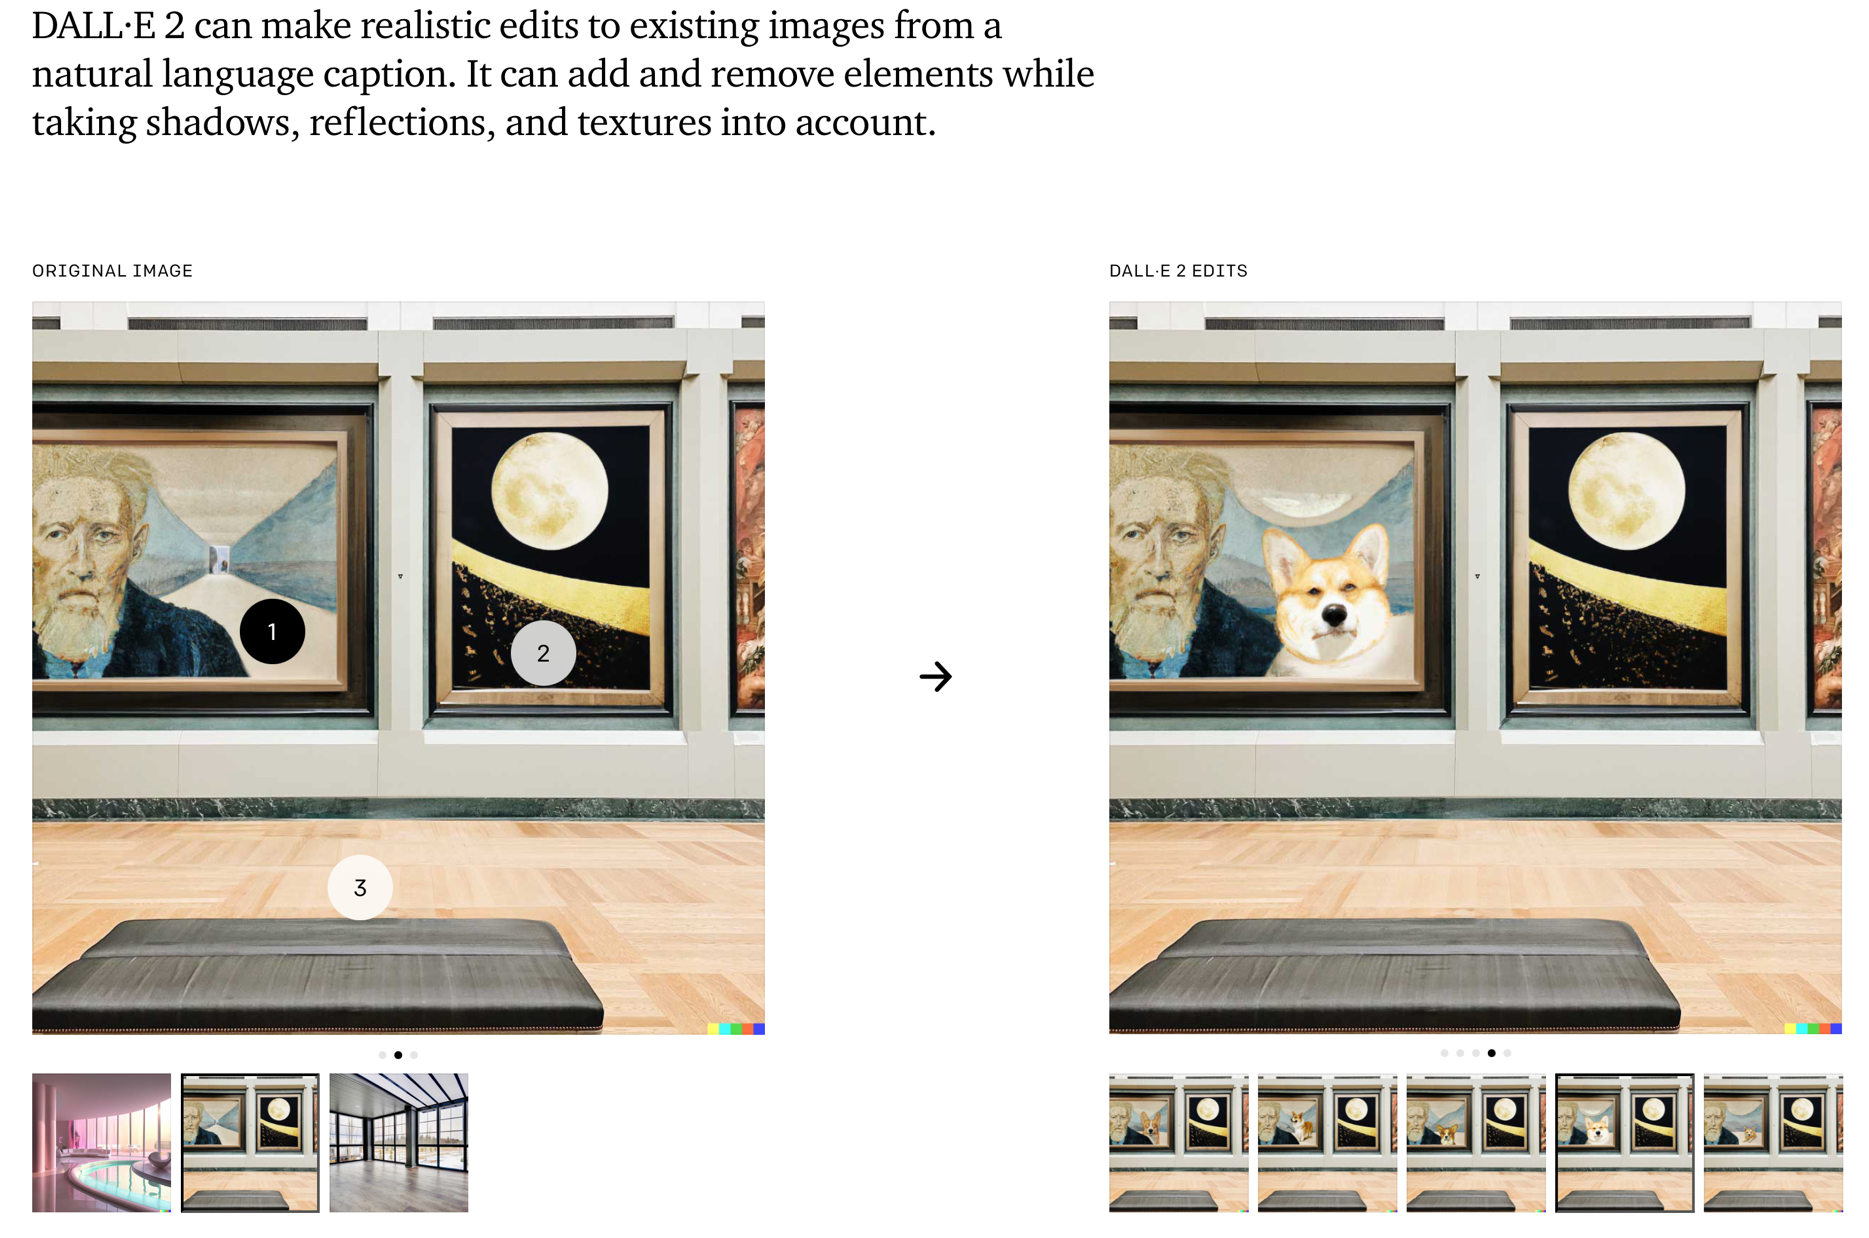 DALL·E 2 can make realistic edits to existing images from a
natural language caption. It can add and remove elements while
taking shadows, reflections, and textures into account.
ORIGINAL IMAGE
DALL·E 2 EDITS
1
2
3